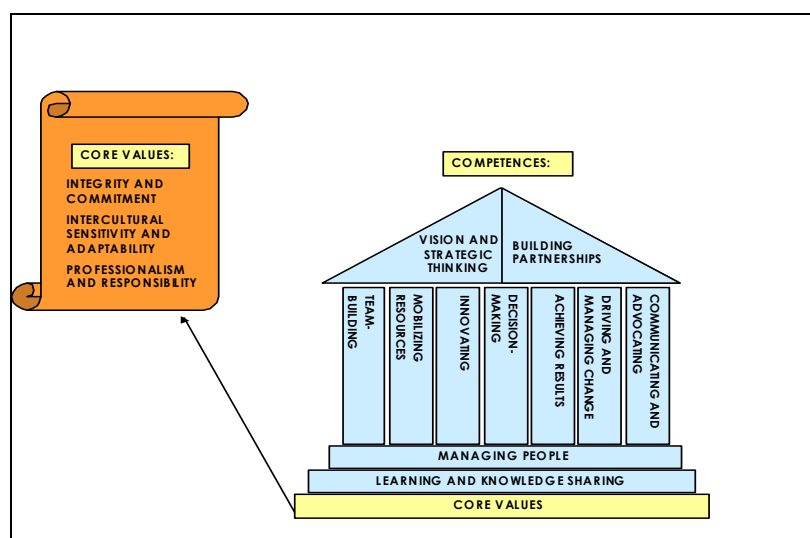 CORE VALUES:
INTEGRITY AND
COMMITMENT
INTERCULTURAL
SENSITIVITY AND
ADAPTABILITY
PROFESSIONALISM
AND RESPONSIBILITY
COMPETENCES:
VISION AND
STRATEGIC
THINKING
BUILDING
PARTNERSHIPS
TEAM-
BUILDING
MOBILIZING
RESOURCES
INNOVATING
DECISION-
MAKING
ACHIEVING RESULTS
DRIVING AND
MANAGING CHANGE
COMMUNICATING AND
ADVOCATING
MANAGING PEOPLE
LEARNING AND KNOWLEDGE SHARING
CORE VALUES